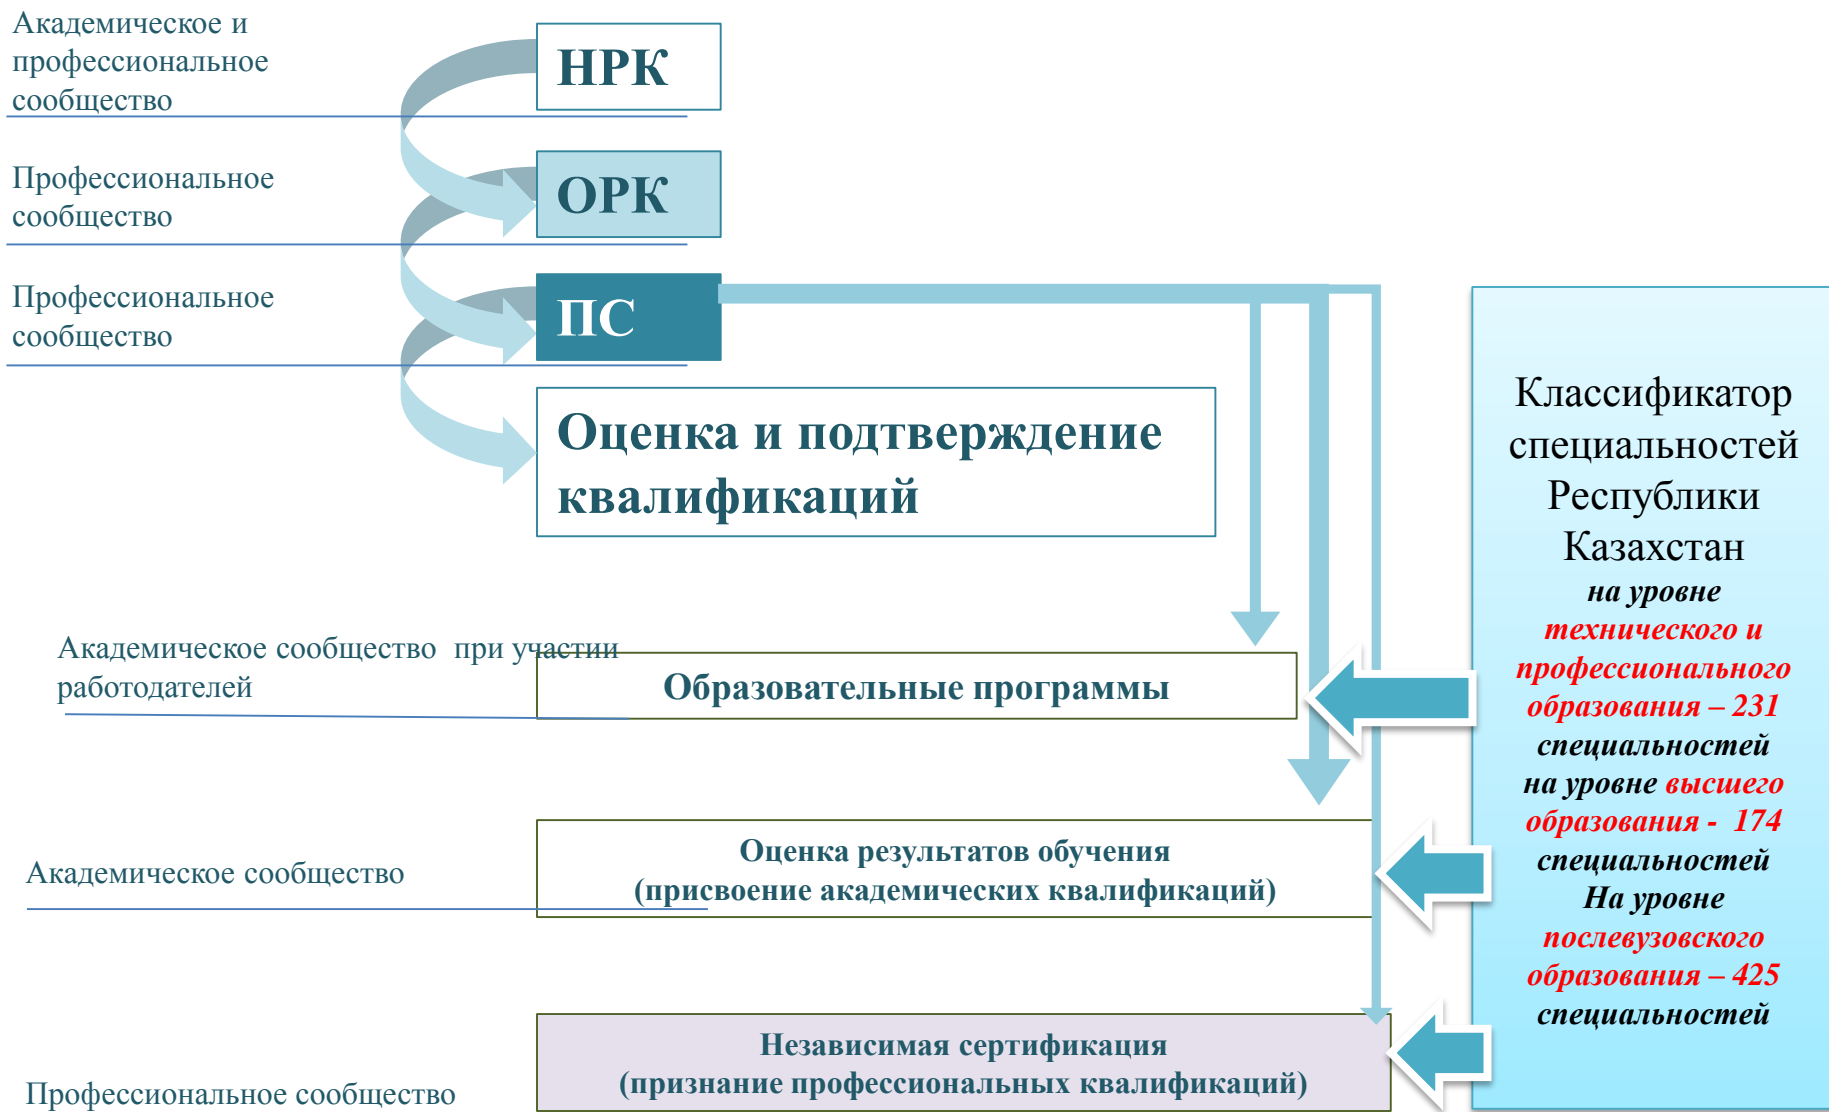 Академическое и
профессиональное
сообщество
НРК
Профессиональное
сообщество
ОРК
Профессиональное
сообщество
ПС
Оценка и подтверждение
квалификаций
Академическое сообщество при участии
работодателей
Образовательные программы
Академическое сообщество
Оценка результатов обучения
(присвоение академических квалификаций)
Профессиональное сообщество
Независимая сертификация
(признание профессиональных квалификаций)
Классификатор
специальностей
Республики
Казахстан
на уровне
технического и
профессионального
образования – 231
специальностей
на уровне высшего
образования - 174
специальностей
На уровне
послевузовского
образования – 425
специальностей